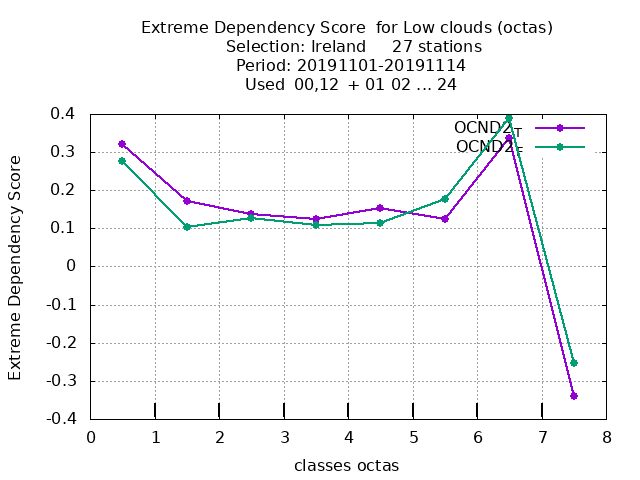 Extreme Dependency Score  for Low clouds (octas)
Selection: Ireland     27 stations
Period: 20191101-20191114
Used  00,12  + 01 02 ... 24
OCND2T
OCND2F
Extreme Dependency Score
0.4
0.3
0.2
0.1
0
-0.1
-0.2
-0.3
-0.4
0 1 2 3 4 5 6 7 8
classes octas